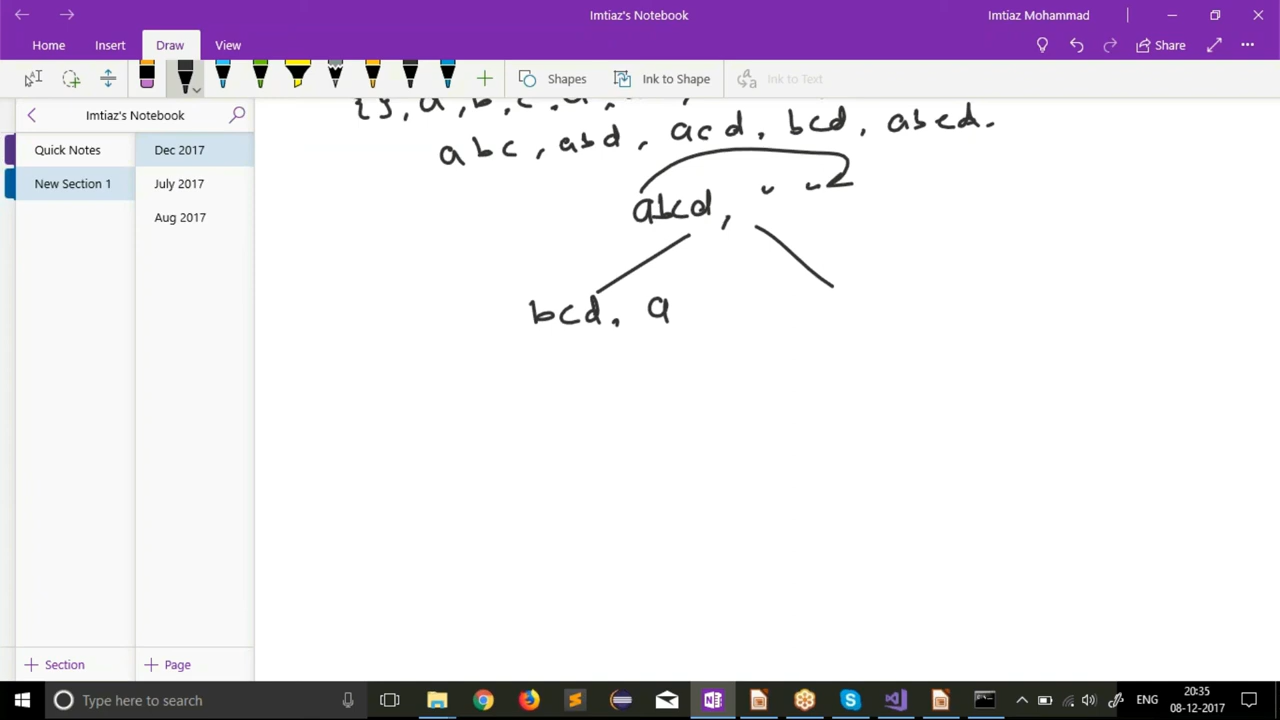 Imtiaz's Notebook
Imtiaz Mohammad
Home Insert Draw View
Share
Shapes Ink to Shape Ink to Text
Imtiaz's Notebook
Quick Notes
New Section 1
Dec 2017
July 2017
Aug 2017
{}, a, b, c, d,
abc, abd, acd, bcd, abcd.
abcd, " "
bcd, a
+ Section
+ Page
Type here to search
ENG
20:35
08-12-2017